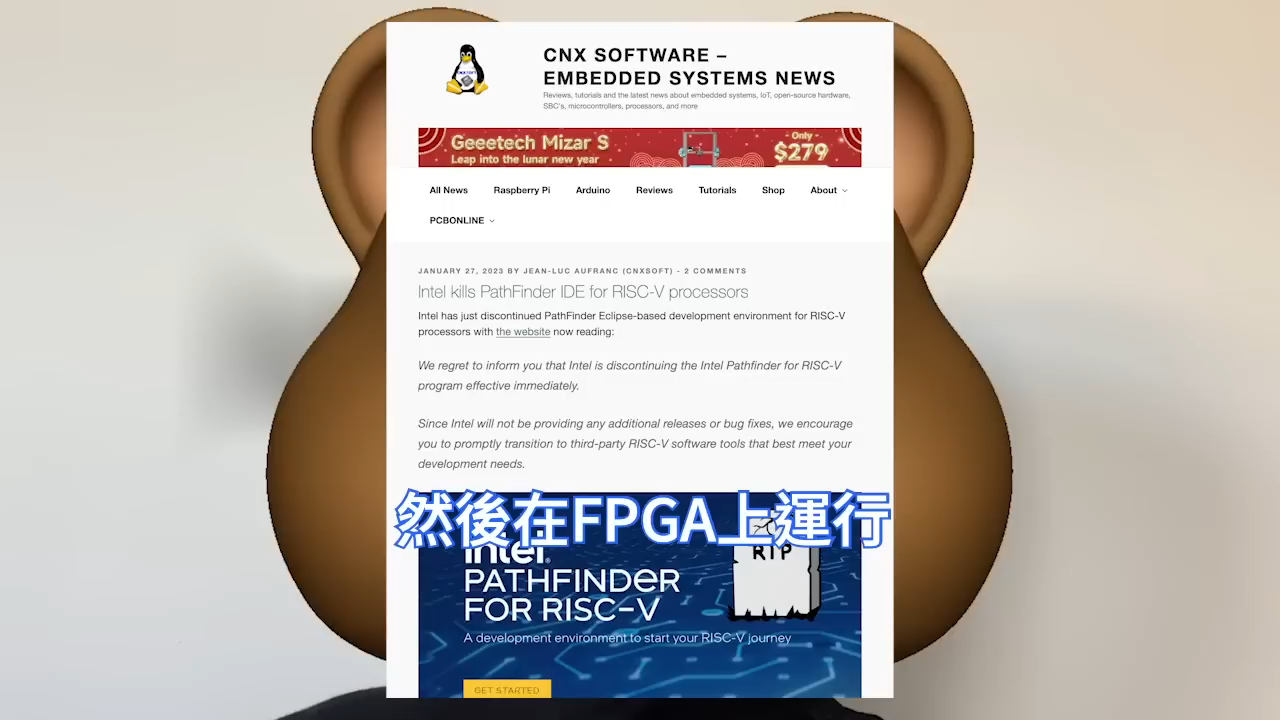 CNX SOFTWARE –
EMBEDDED SYSTEMS NEWS
Reviews, tutorials and the latest news about embedded systems, IoT, open-source hardware,
SBC's, microcontrollers, processors, and more
Geeetech Mizar S
Leap into the lunar new year
- Only -
$279
All News Raspberry Pi Arduino Reviews Tutorials Shop About
PCBONLINE
JANUARY 27, 2023 BY JEAN-LUC AUFRANC (CNXSOFT) - 2 COMMENTS
Intel kills PathFinder IDE for RISC-V processors
Intel has just discontinued PathFinder Eclipse-based development environment for RISC-V
processors with the website now reading:
We regret to inform you that Intel is discontinuing the Intel Pathfinder for RISC-V
program effective immediately.
Since Intel will not be providing any additional releases or bug fixes, we encourage
you to promptly transition to third-party RISC-V software tools that best meet your
development needs.
然後在FPGA上運行
intel.
RIP
PATHFINDER
FOR RISC-V
A development environment to start your RISC-V journey
GET STARTED